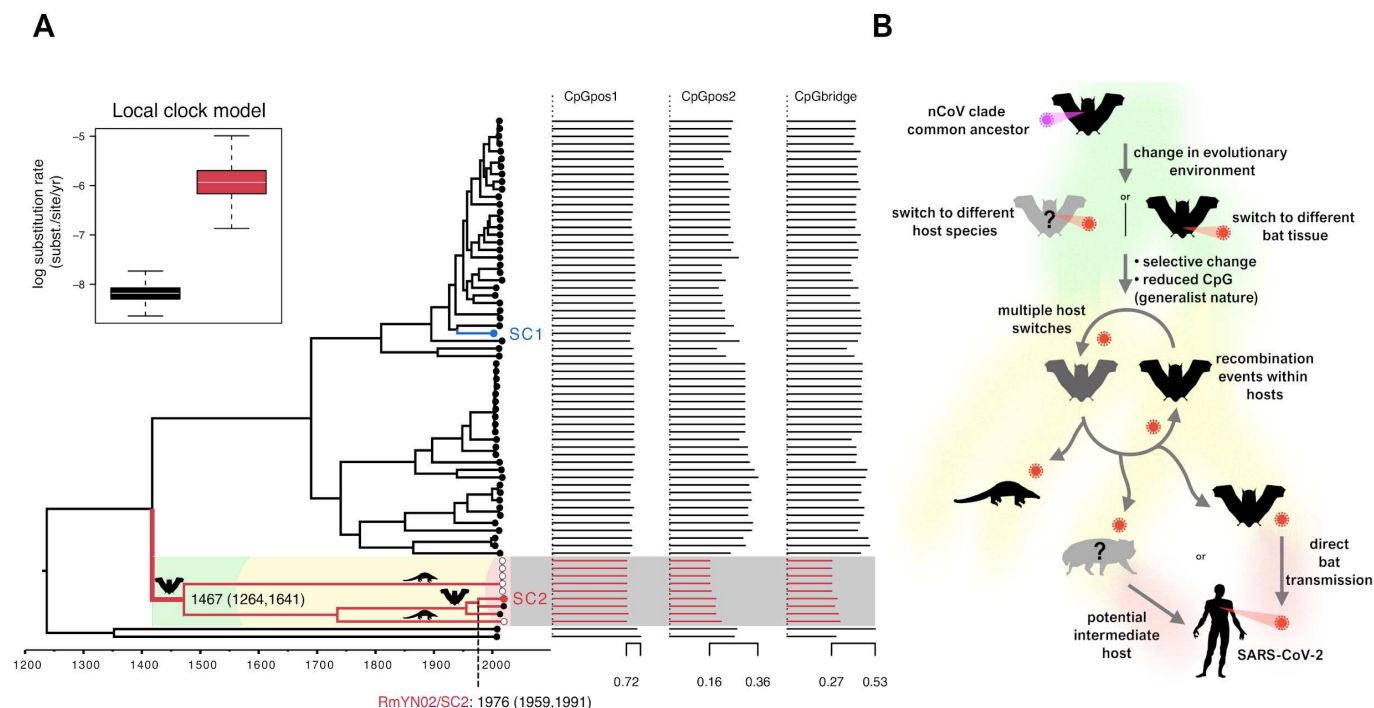 A
B
Local clock model
log substitution rate
(subst./site/yr)
−5
−6
−7
−8
CpGpos1
CpGpos2
CpGbridge
SC1
SC2
1467 (1264,1641)
1200 1300 1400 1500 1600 1700 1800 1900 2000
0.72
0.16 0.36
0.27 0.53
RmYN02/SC2: 1976 (1959,1991)
nCoV clade
common ancestor
change in evolutionary
environment
switch to different
host species
?
or
switch to different
bat tissue
• selective change
• reduced CpG
(generalist nature)
multiple host
switches
recombination
events within
hosts
?
or
direct
bat
transmission
potential
intermediate
host
SARS-CoV-2